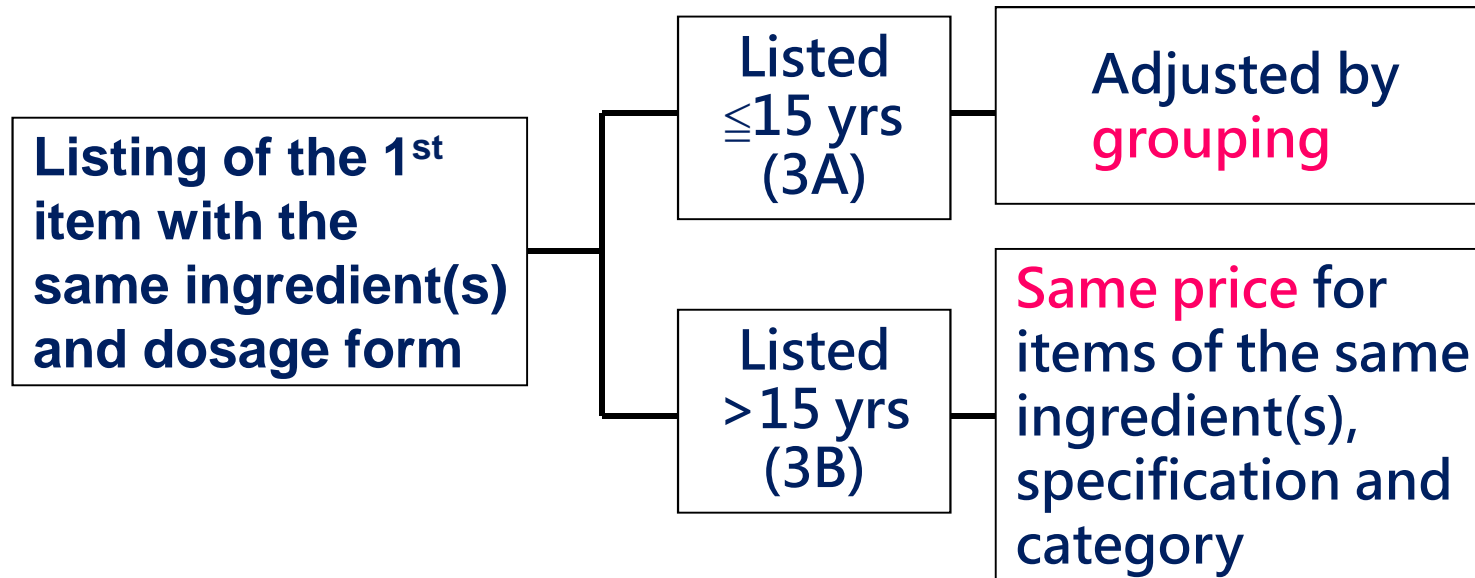 Listing of the 1st
item with the
same ingredient(s)
and dosage form
Listed
≦15 yrs
(3A)
Adjusted by
grouping
Listed
>15 yrs
(3B)
Same price for
items of the same
ingredient(s),
specification and
category